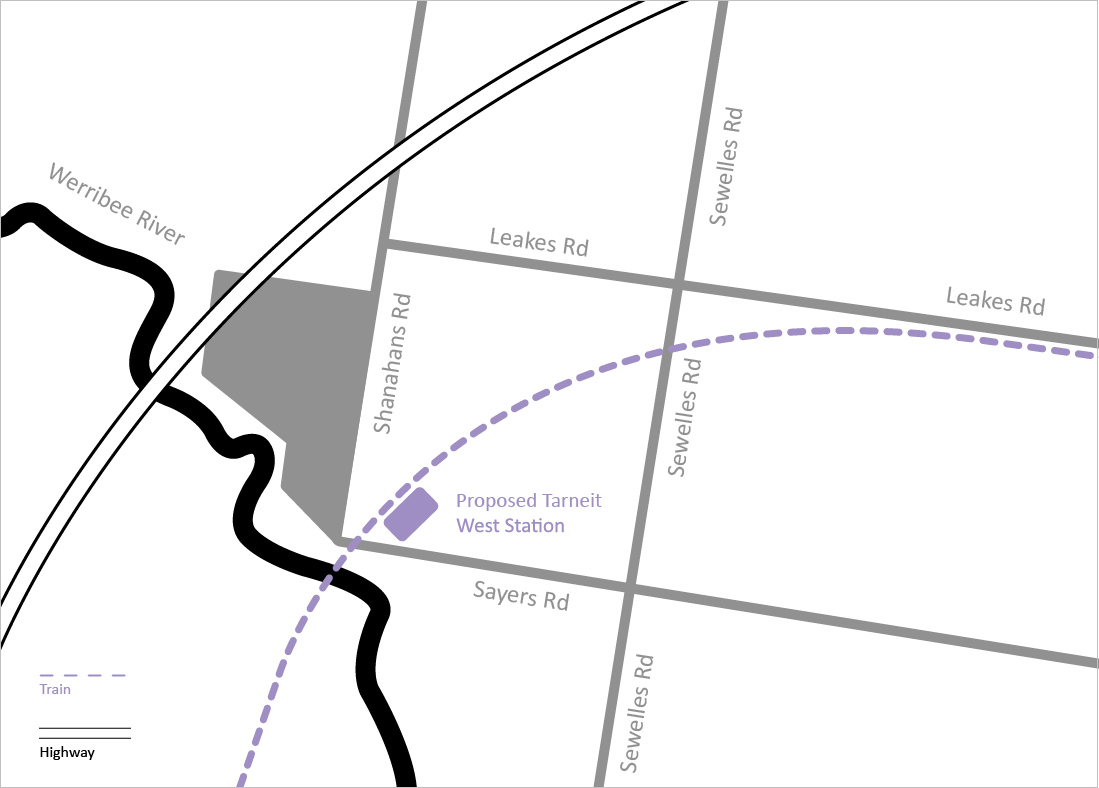 Sewelles Rd
Werribee River
Leakes Rd
Leakes Rd
Shanahans Rd
Sewelles Rd
Proposed Tarneit
West Station
Sayers Rd
Sewelles Rd
Train
Highway